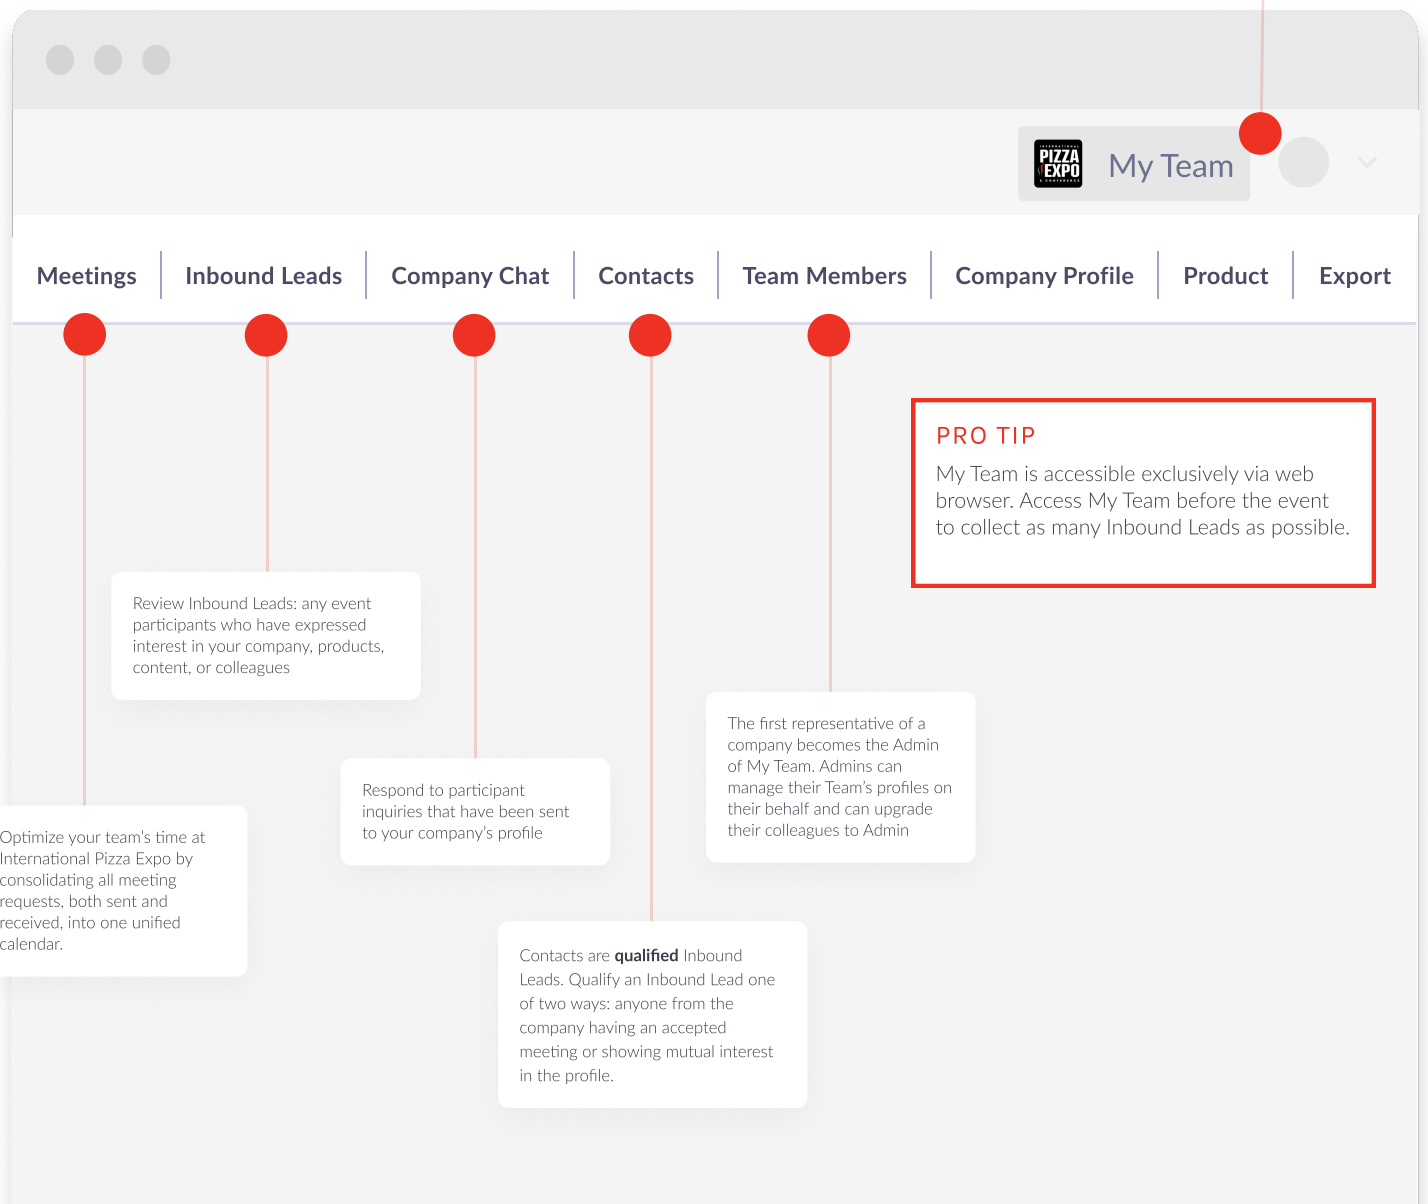 INTERNATIONAL
PIZZA
EXPO
& CONFERENCE
My Team
Meetings
Inbound Leads
Company Chat
Contacts
Team Members
Company Profile
Product
Export
PRO TIP
My Team is accessible exclusively via web
browser. Access My Team before the event
to collect as many Inbound Leads as possible.
Review Inbound Leads: any event
participants who have expressed
interest in your company, products,
content, or colleagues
The first representative of a
company becomes the Admin
of My Team. Admins can
manage their Team’s profiles on
their behalf and can upgrade
their colleagues to Admin
Respond to participant
inquiries that have been sent
to your company’s profile
Optimize your team’s time at
International Pizza Expo by
consolidating all meeting
requests, both sent and
received, into one unified
calendar.
Contacts are qualified Inbound
Leads. Qualify an Inbound Lead one
of two ways: anyone from the
company having an accepted
meeting or showing mutual interest
in the profile.